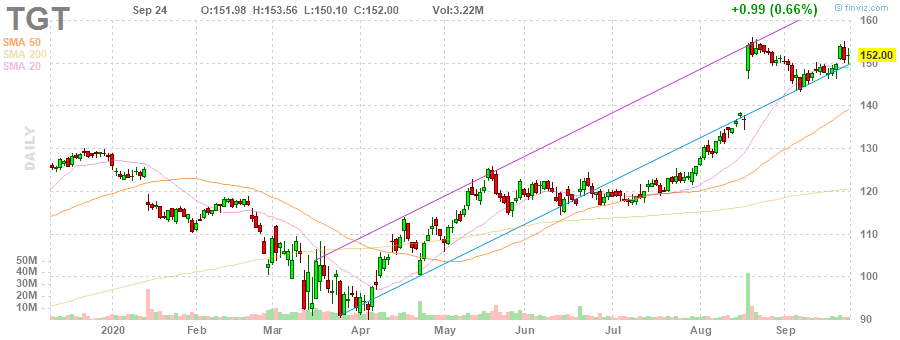 TGT
Sep 24 O:151.98 H:153.56 L:150.10 C:152.00 Vol:3.22M +0.99 (0.66%)
© finviz.com
SMA 50
SMA 200
SMA 20
DAILY
160
152.00
150
140
130
120
110
100
90
50M
40M
30M
20M
10M
2020 Feb Mar Apr May Jun Jul Aug Sep